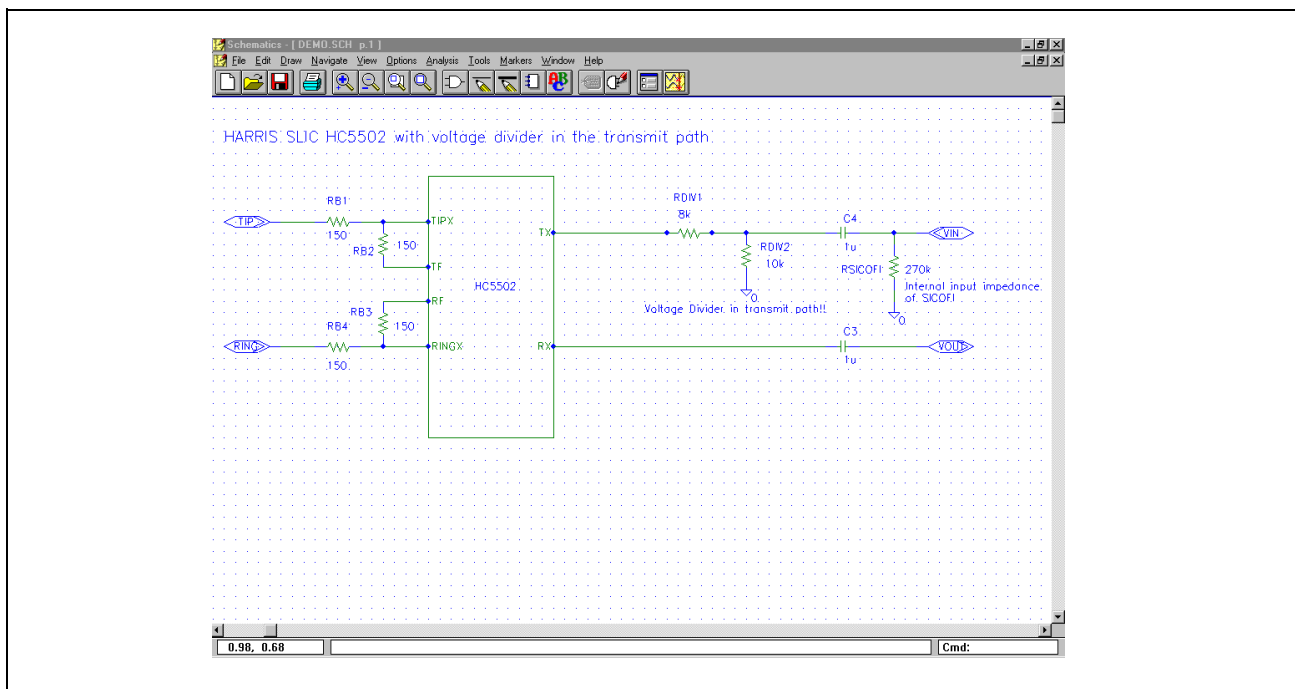 Schematics - [ DEMO.SCH p.1 ]
File Edit Draw Navigate View Options Analysis Tools Markers Window Help
HARRIS SLIC HC5502 with voltage divider in the transmit path.
RB1
TIP
150
RB2
150
TIPX
TF
HC5502
RF
RB3
150
RB4
RING
150
RINGX
TX
RX
RDIV1
8k
RDIV2
10k
0
Voltage Divider in transmit path!!
C4
1u
VIN
RSICOFI
270k
Internal input impedance
of SICOFI
0
C3
1u
VOUT
0.98, 0.68
Cmd: